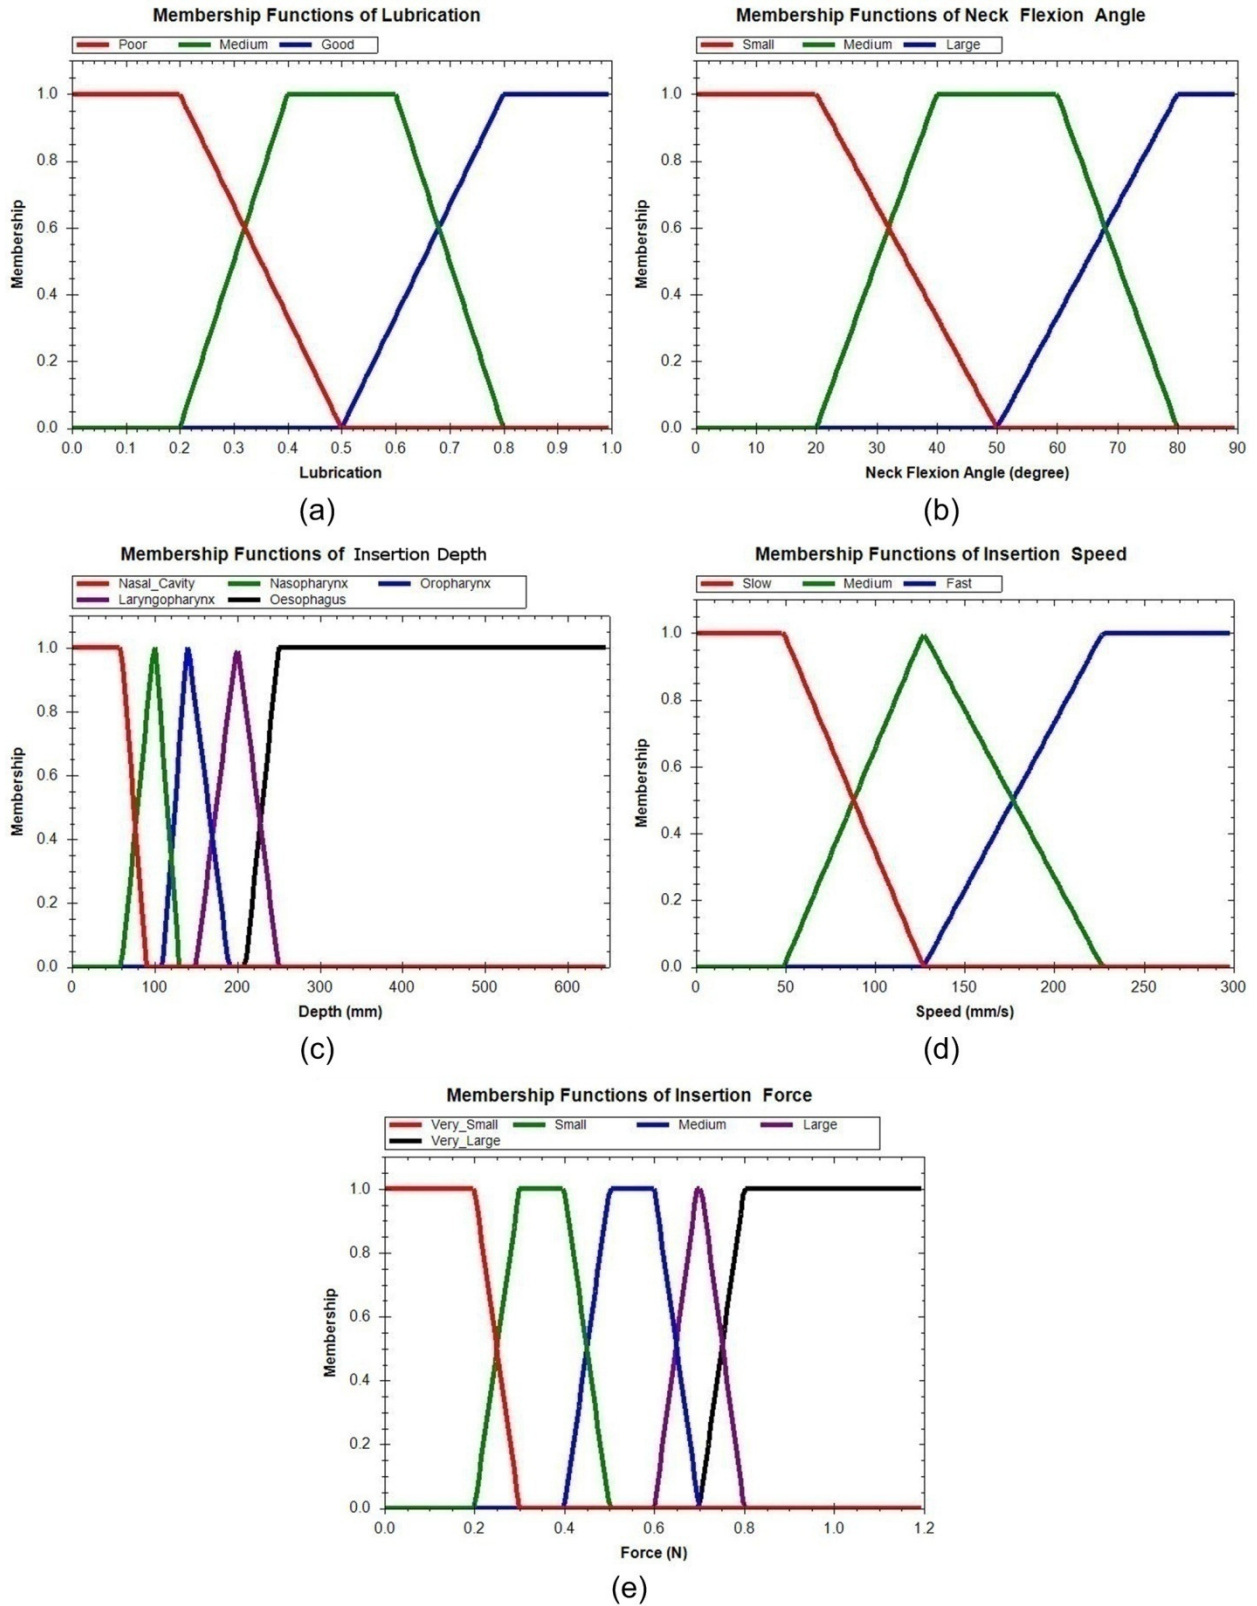 Membership Functions of Lubrication
Poor Medium Good
1.0
0.8
0.6
0.4
0.2
0.0
Membership
0.0 0.1 0.2 0.3 0.4 0.5 0.6 0.7 0.8 0.9 1.0
Lubrication
(a)
Membership Functions of Neck Flexion Angle
Small Medium Large
1.0
0.8
0.6
0.4
0.2
0.0
Membership
0 10 20 30 40 50 60 70 80 90
Neck Flexion Angle (degree)
(b)
Membership Functions of Insertion Depth
Nasal_Cavity Nasopharynx Oropharynx
Laryngopharynx Oesophagus
1.0
0.8
0.6
0.4
0.2
0.0
Membership
0 100 200 300 400 500 600
Depth (mm)
(c)
Membership Functions of Insertion Speed
Slow Medium Fast
1.0
0.8
0.6
0.4
0.2
0.0
Membership
0 50 100 150 200 250 300
Speed (mm/s)
(d)
Membership Functions of Insertion Force
Very_Small Small Medium Large
Very_Large
1.0
0.8
0.6
0.4
0.2
0.0
Membership
0.0 0.2 0.4 0.6 0.8 1.0 1.2
Force (N)
(e)